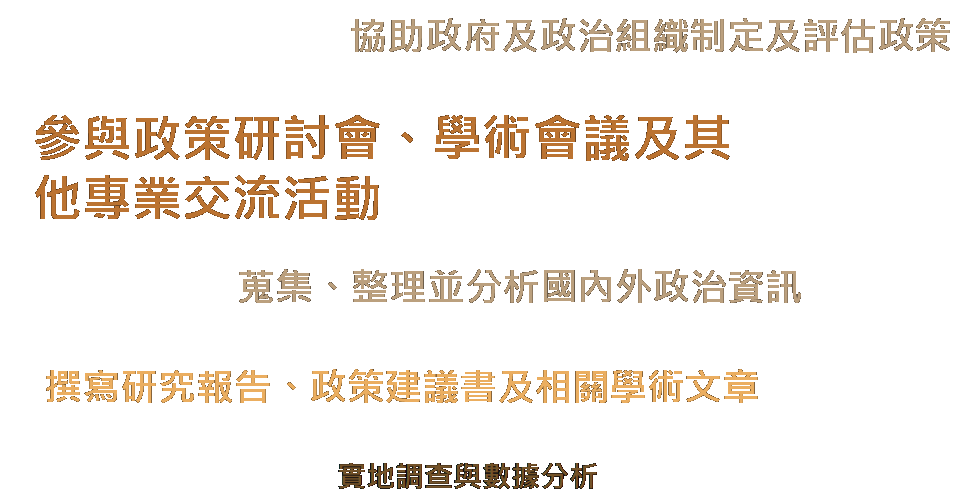 協助政府及政治組織制定及評估政策
參與政策研討會、學術會議及其
他專業交流活動
蒐集、整理並分析國內外政治資訊
撰寫研究報告、政策建議書及相關學術文章
實地調查與數據分析